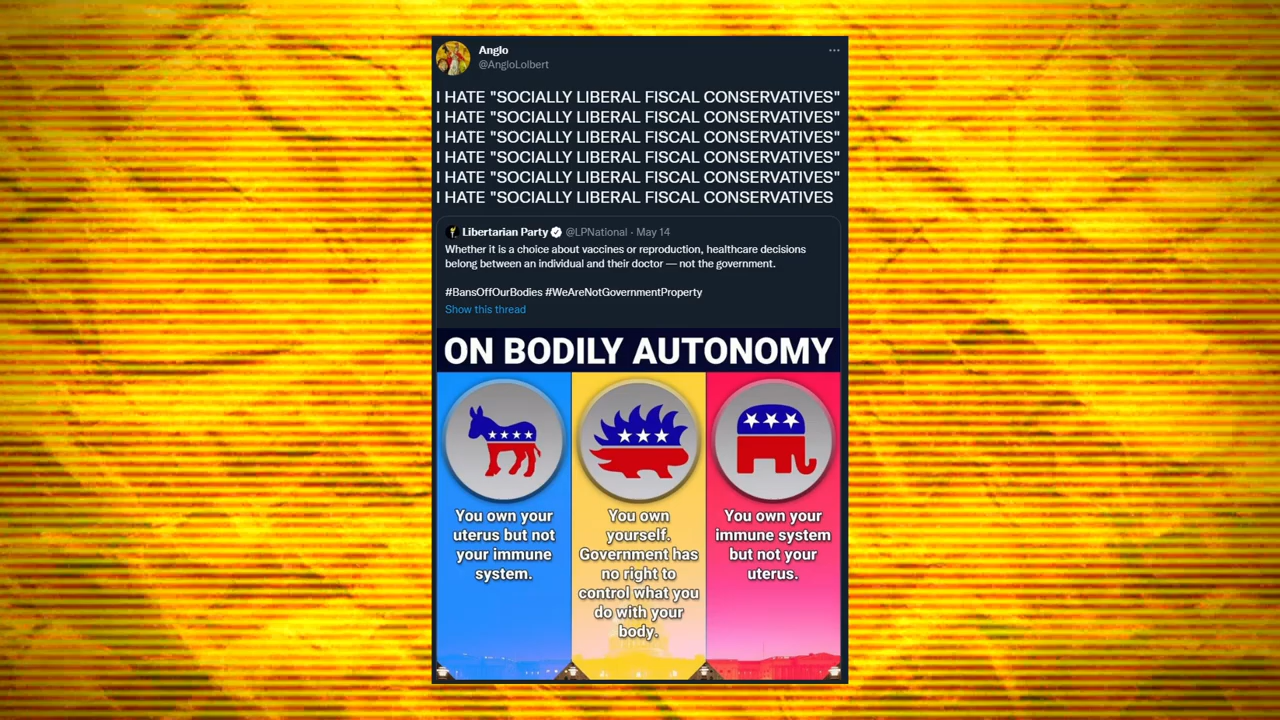 Anglo
@AngloLolbert
I HATE "SOCIALLY LIBERAL FISCAL CONSERVATIVES"
I HATE "SOCIALLY LIBERAL FISCAL CONSERVATIVES"
I HATE "SOCIALLY LIBERAL FISCAL CONSERVATIVES"
I HATE "SOCIALLY LIBERAL FISCAL CONSERVATIVES"
I HATE "SOCIALLY LIBERAL FISCAL CONSERVATIVES"
I HATE "SOCIALLY LIBERAL FISCAL CONSERVATIVES
Libertarian Party @LPNational · May 14
Whether it is a choice about vaccines or reproduction, healthcare decisions
belong between an individual and their doctor — not the government.
#BansOffOurBodies #WeAreNotGovernmentProperty
Show this thread
ON BODILY AUTONOMY
You own your
uterus but not
your immune
system.
You own
yourself.
Government has
no right to
control what you
do with your
body.
You own your
immune system
but not your
uterus.